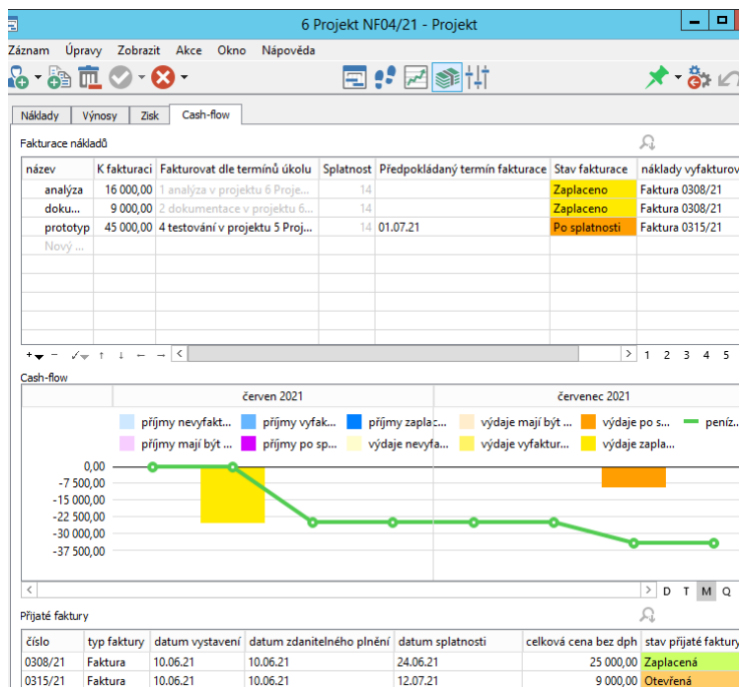 6 Projekt NF04/21 - Projekt
Záznam Úpravy Zobrazit Akce Okno Nápověda
Náklady Výnosy Zisk Cash-flow
Fakturace nákladů
název K fakturaci Fakturovat dle termínů úkolu Splatnost Předpokládaný termín fakturace Stav fakturace náklady vyfakturov
analýza 16 000,00 1 analýza v projektu 6 Proje... 14 Zaplaceno Faktura 0308/21
doku... 9 000,00 2 dokumentace v projektu 6... 14 Zaplaceno Faktura 0308/21
prototyp 45 000,00 4 testování v projektu 5 Proj... 14 01.07.21 Po splatnosti Faktura 0315/21
Nový ...
1 2 3 4 5
Cash-flow
červen 2021 červenec 2021
příjmy nevyfakt... příjmy vyfak... příjmy zaplac... výdaje mají být ... výdaje po s... peníz...
příjmy mají být ... příjmy po sp... výdaje nevyfa... výdaje vyfaktur... výdaje zapla...
0,00
-7 500,00
-15 000,00
-22 500,00
-30 000,00
-37 500,00
D T M Q
Přijaté faktury
číslo typ faktury datum vystavení datum zdanitelného plnění datum splatnosti celková cena bez dph stav přijaté faktury
0308/21 Faktura 10.06.21 10.06.21 24.06.21 25 000,00 Zaplacená
0315/21 Faktura 10.06.21 10.06.21 12.07.21 9 000,00 Otevřená